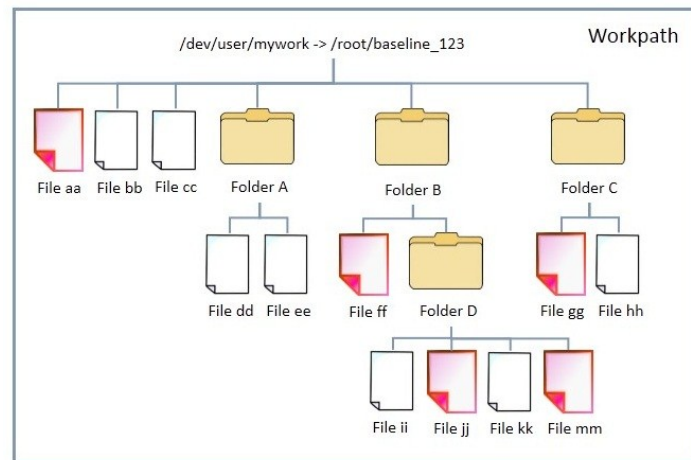 Workpath
/dev/user/mywork -> /root/baseline_123
File aa
File bb
File cc
Folder A
Folder B
Folder C
File dd
File ee
File ff
Folder D
File gg
File hh
File ii
File jj
File kk
File mm